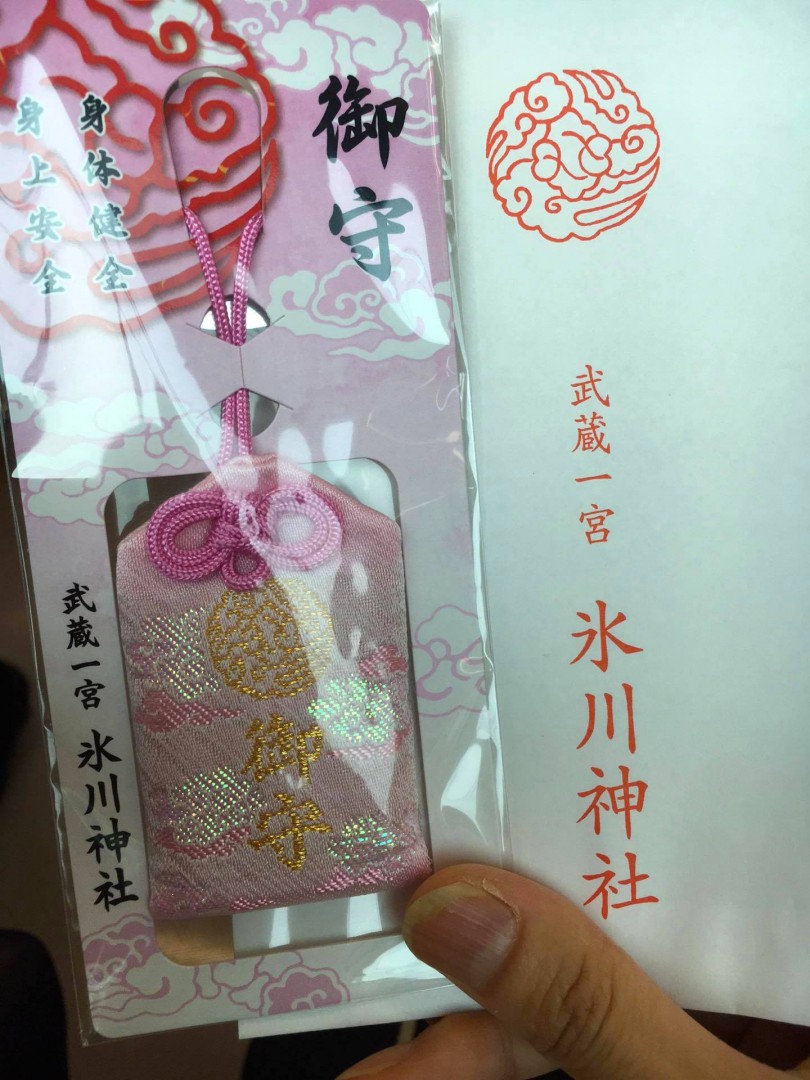 御守
身体健全
身上安全
武蔵一宮 氷川神社
御守
武蔵一宮 氷川神社